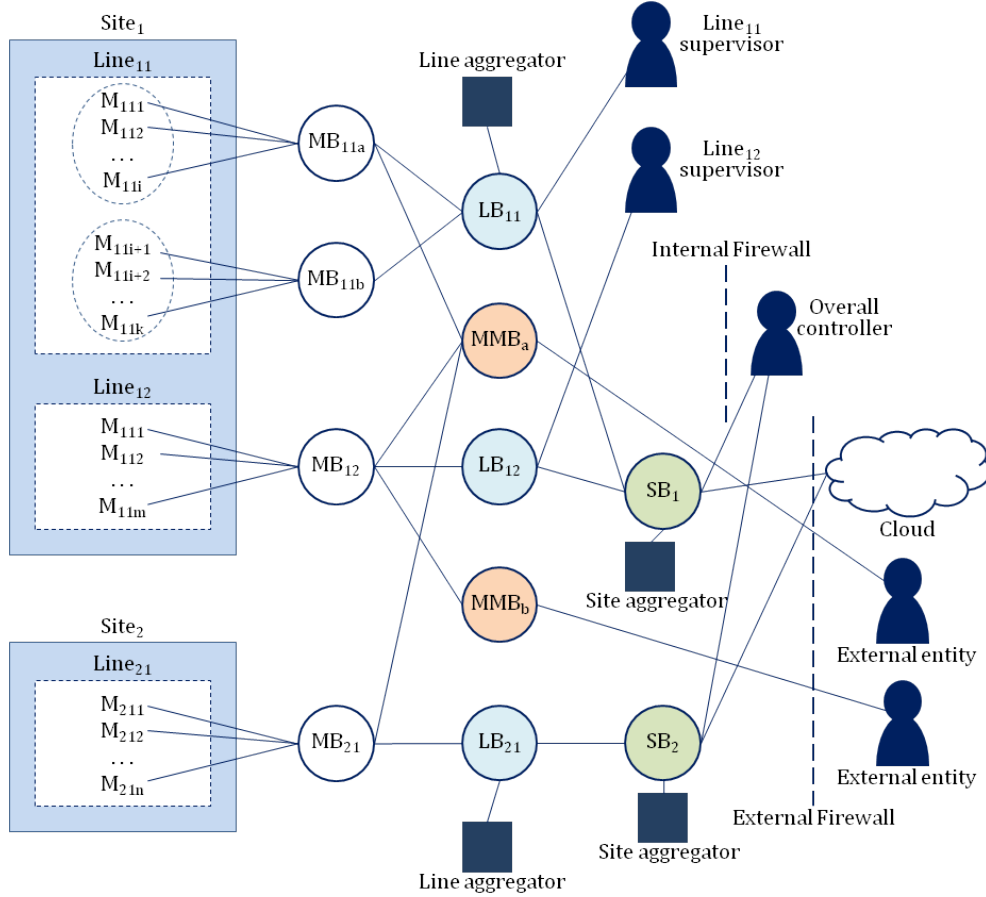 Site₁
Line₁₁
M₁₁₁
M₁₁₂
...
M₁₁ᵢ
M₁₁ᵢ₊₁
M₁₁ᵢ₊₂
...
M₁₁ₖ
Line₁₂
M₁₁₁
M₁₁₂
...
M₁₁ₘ
Site₂
Line₂₁
M₂₁₁
M₂₁₂
...
M₂₁ₙ
MB₁₁ₐ
MB₁₁b
MB₁₂
MB₂₁
Line aggregator
LB₁₁
MMBₐ
LB₁₂
MMBb
LB₂₁
Line aggregator
Line₁₁
supervisor
Line₁₂
supervisor
Internal Firewall
Overall
controller
SB₁
Site aggregator
Cloud
External entity
SB₂
Site aggregator
External entity
External Firewall